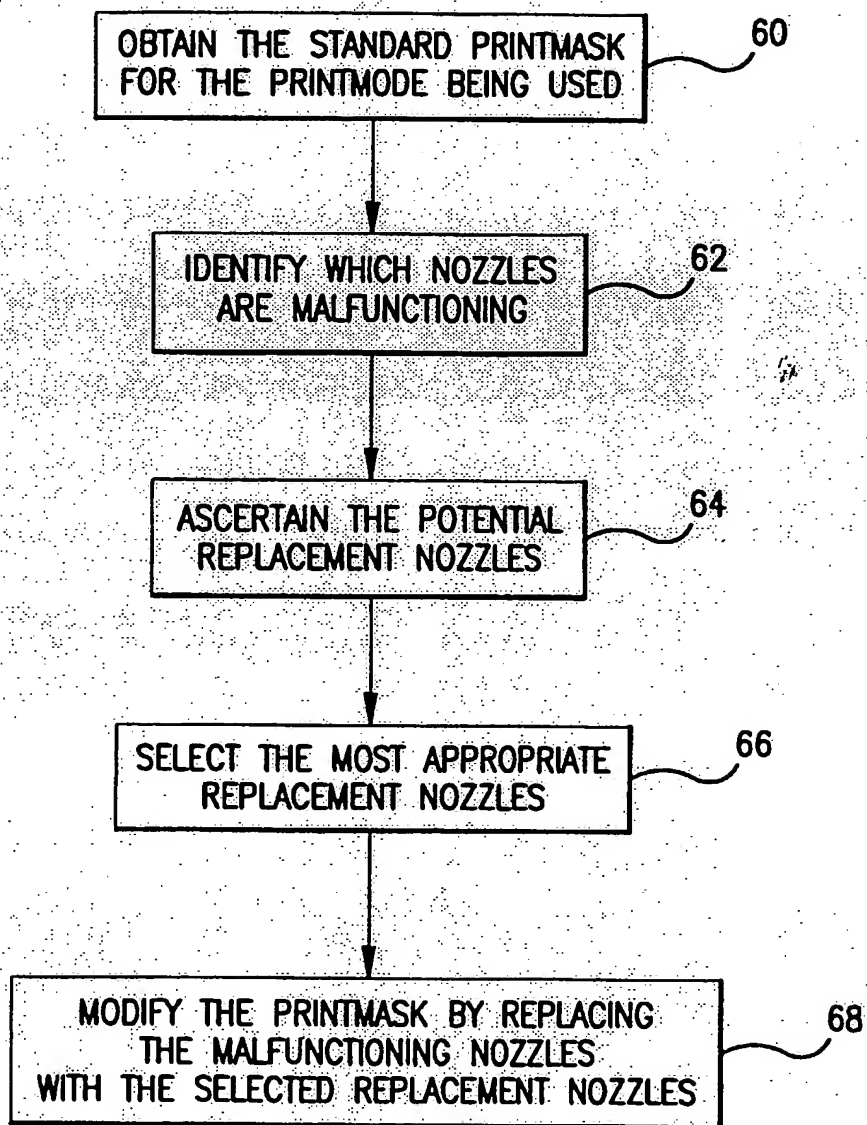 OBTAIN THE STANDARD PRINTMASK
FOR THE PRINTMODE BEING USED
60
IDENTIFY WHICH NOZZLES
ARE MALFUNCTIONING
62
ASCERTAIN THE POTENTIAL
REPLACEMENT NOZZLES
64
SELECT THE MOST APPROPRIATE
REPLACEMENT NOZZLES
66
MODIFY THE PRINTMASK BY REPLACING
THE MALFUNCTIONING NOZZLES
WITH THE SELECTED REPLACEMENT NOZZLES
68